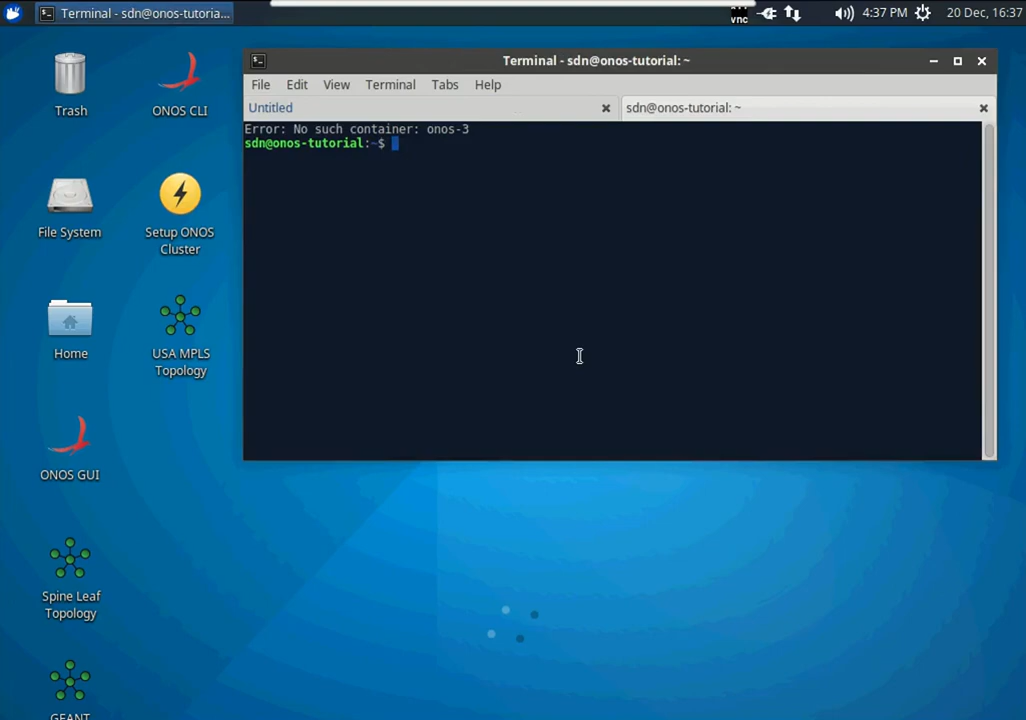 Terminal - sdn@onos-tutoria...
vnc
4:37 PM
20 Dec, 16:37
Trash
ONOS CLI
File System
Setup ONOS
Cluster
Home
USA MPLS
Topology
ONOS GUI
Spine Leaf
Topology
GEANT
Terminal - sdn@onos-tutorial: ~
File Edit View Terminal Tabs Help
Untitled
sdn@onos-tutorial: ~
Error: No such container: onos-3
sdn@onos-tutorial:~$